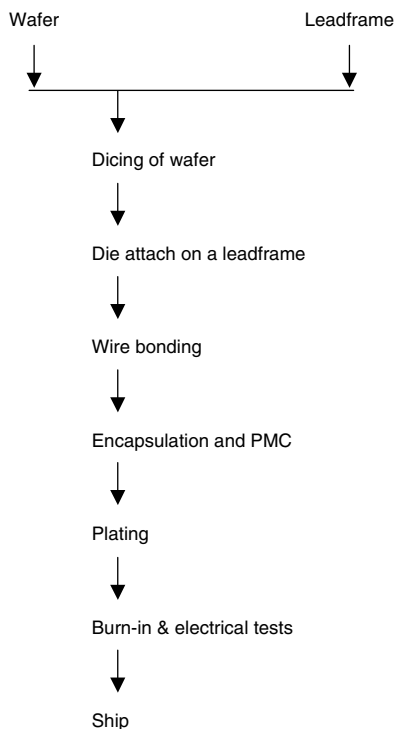 Wafer
Leadframe
Dicing of wafer
Die attach on a leadframe
Wire bonding
Encapsulation and PMC
Plating
Burn-in & electrical tests
Ship